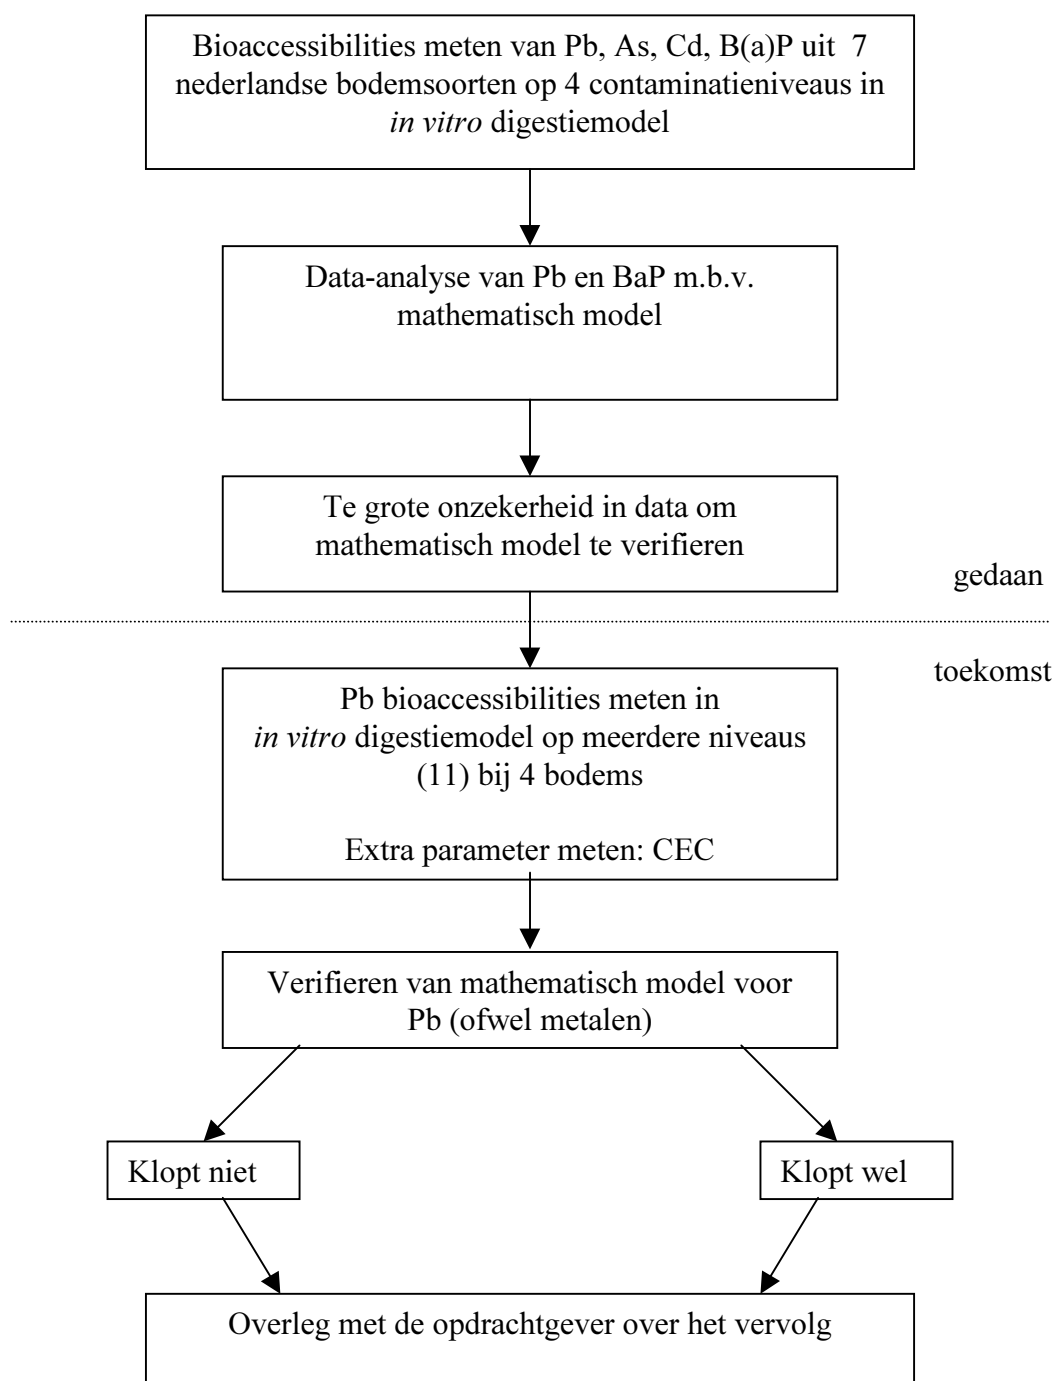 Bioaccessibilities meten van Pb, As, Cd, B(a)P uit 7
nederlandse bodemsoorten op 4 contaminatieniveaus in
in vitro digestiemodel
Data-analyse van Pb en BaP m.b.v.
mathematisch model
Te grote onzekerheid in data om
mathematisch model te verifieren
gedaan
toekomst
Pb bioaccessibilities meten in
in vitro digestiemodel op meerdere niveaus
(11) bij 4 bodems
Extra parameter meten: CEC
Verifieren van mathematisch model voor
Pb (ofwel metalen)
Klopt niet
Klopt wel
Overleg met de opdrachtgever over het vervolg